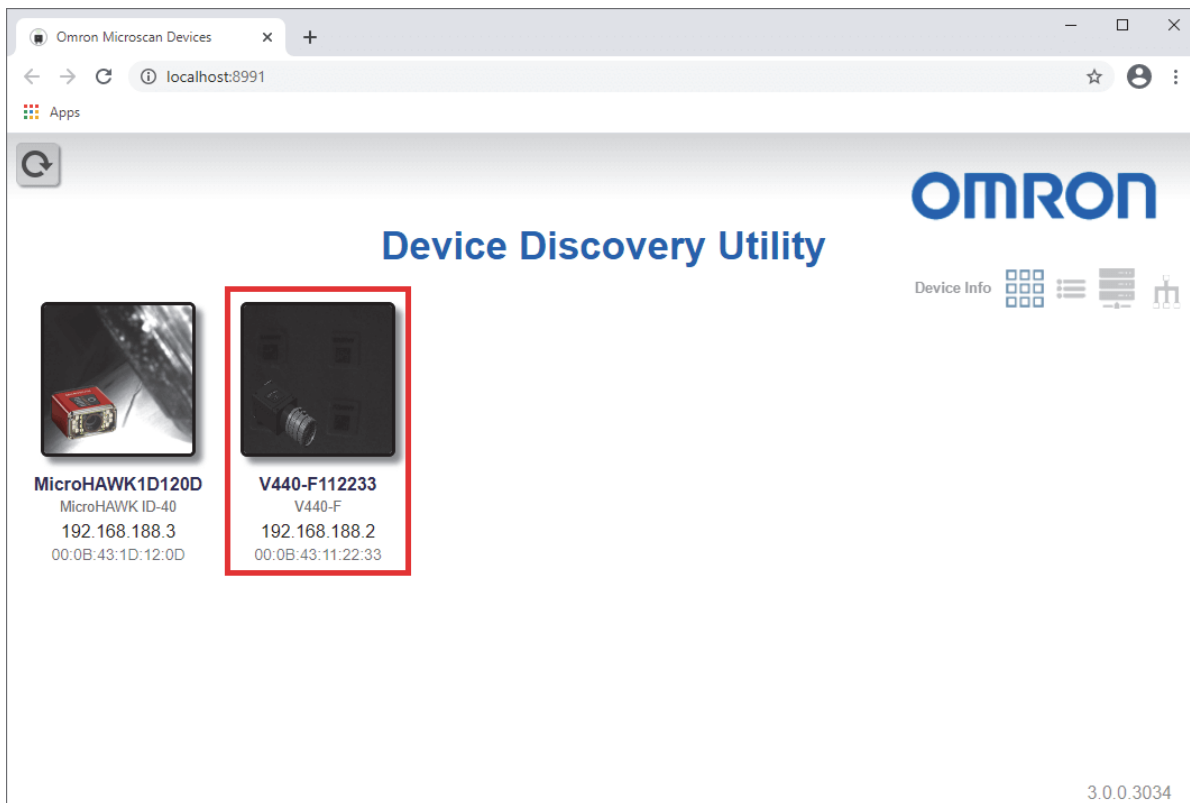 Omron Microscan Devices
localhost:8991
Apps
OMRON
Device Discovery Utility
Device Info
MicroHAWK1D120D
MicroHAWK ID-40
192.168.188.3
00:0B:43:1D:12:0D
V440-F112233
V440-F
192.168.188.2
00:0B:43:11:22:33
3.0.0.3034